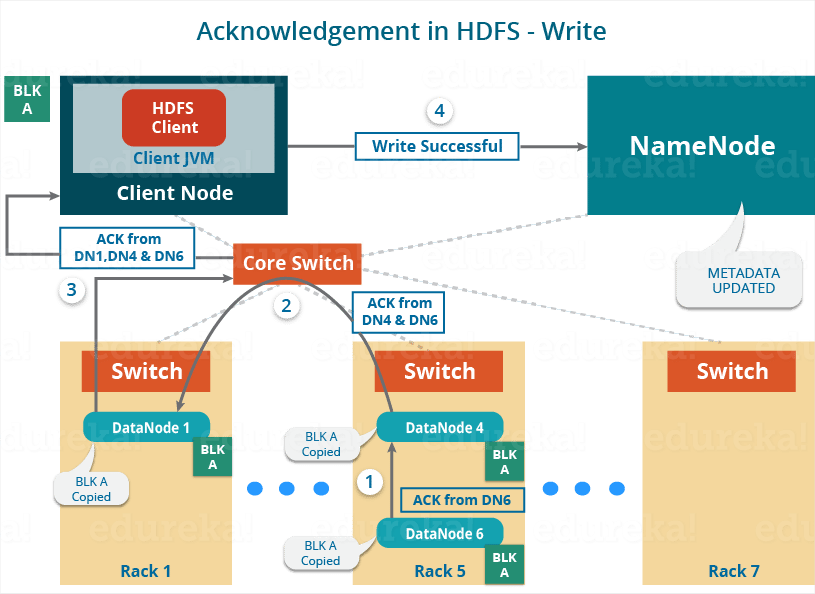 Acknowledgement in HDFS - Write
BLK
A
HDFS
Client
Client JVM
Client Node
4
Write Successful
NameNode
METADATA
UPDATED
ACK from
DN1,DN4 & DN6
Core Switch
3
2
ACK from
DN4 & DN6
Switch
DataNode 1
BLK
A
BLK A
Copied
Rack 1
Switch
DataNode 4
BLK A
Copied
BLK
A
1
ACK from DN6
DataNode 6
BLK A
Copied
BLK
A
Rack 5
Switch
Rack 7
edureka!